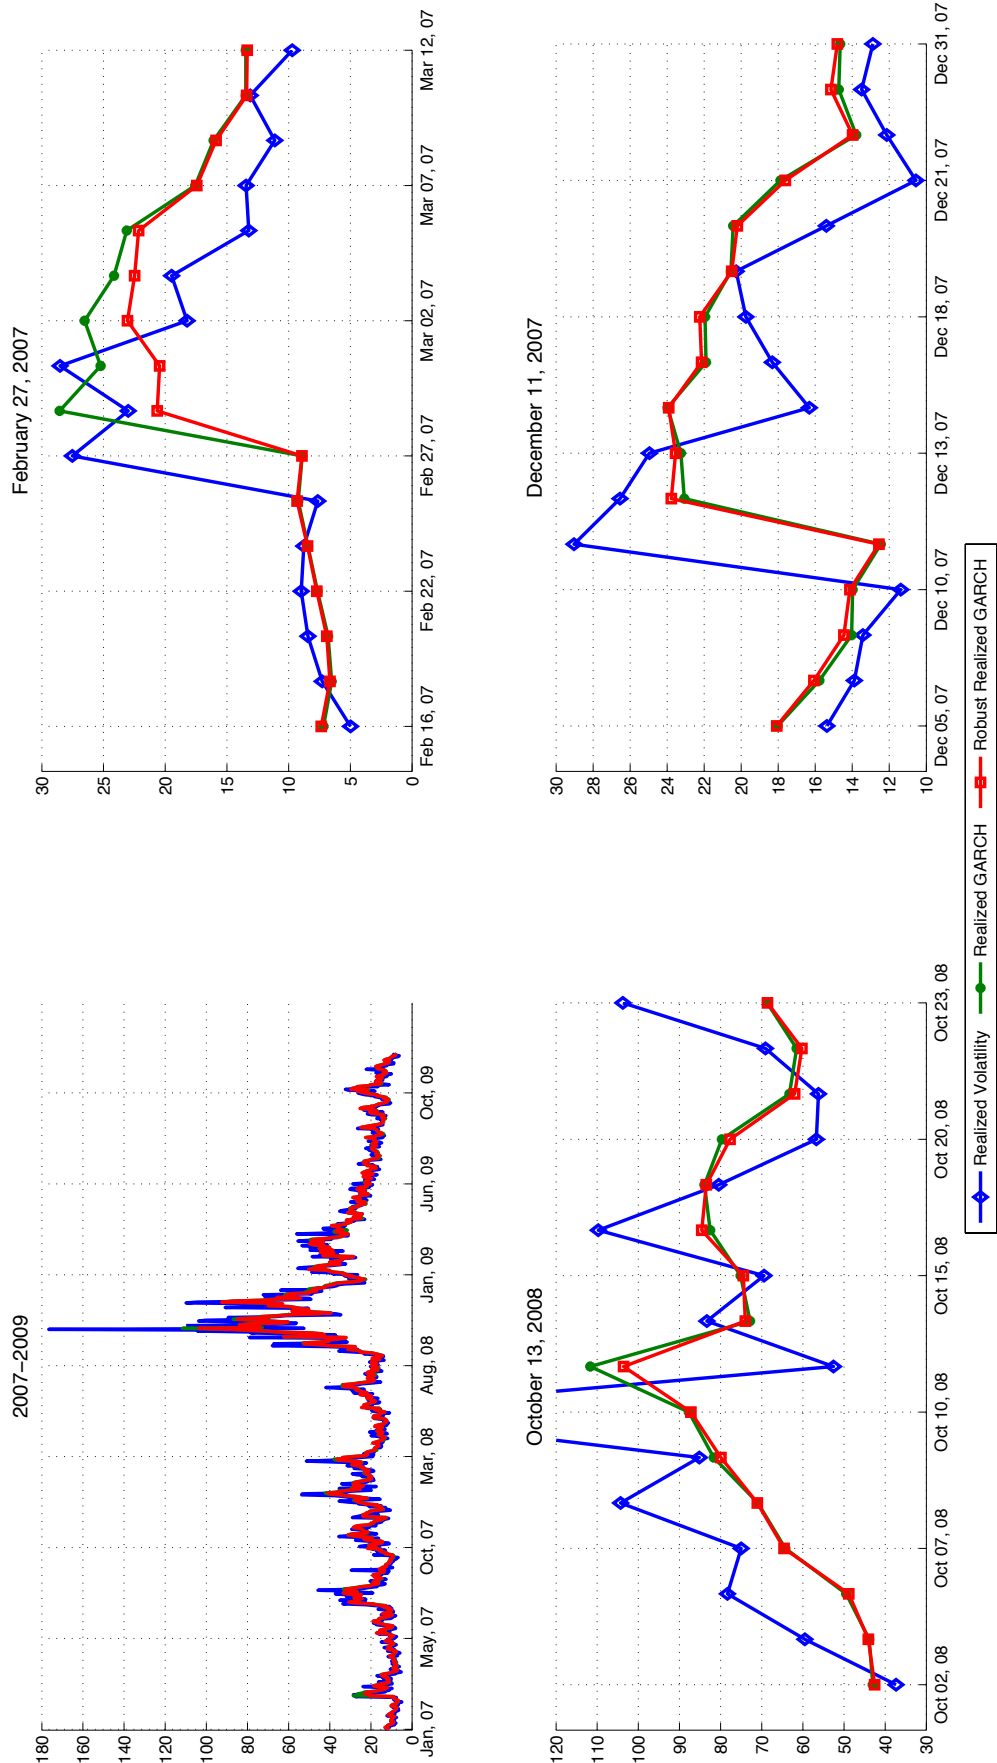 2007–2009
180
160
140
120
100
80
60
40
20
0
Jan, 07
May, 07
Oct, 07
Mar, 08
Aug, 08
Jan, 09
Jun, 09
Oct, 09
February 27, 2007
30
25
20
15
10
5
0
Feb 16, 07
Feb 22, 07
Feb 27, 07
Mar 02, 07
Mar 07, 07
Mar 12, 07
October 13, 2008
120
110
100
90
80
70
60
50
40
30
Oct 02, 08
Oct 07, 08
Oct 10, 08
Oct 15, 08
Oct 20, 08
Oct 23, 08
December 11, 2007
30
28
26
24
22
20
18
16
14
12
10
Dec 05, 07
Dec 10, 07
Dec 13, 07
Dec 18, 07
Dec 21, 07
Dec 31, 07
Realized Volatility
Realized GARCH
Robust Realized GARCH